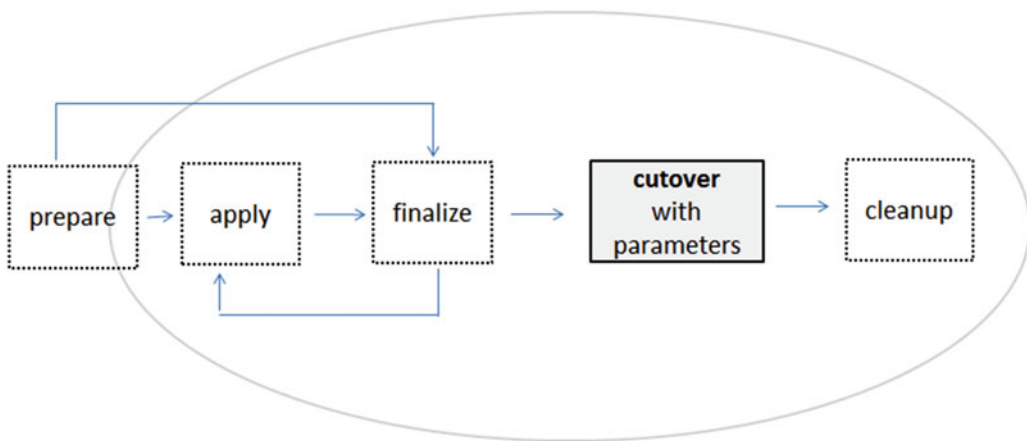 prepare
apply
finalize
cutover
with
parameters
cleanup